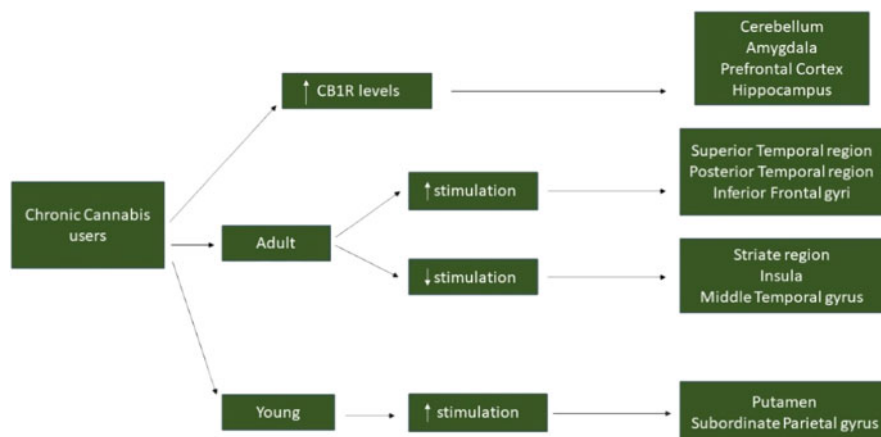 Cerebellum
Amygdala
Prefrontal Cortex
Hippocampus
↑ CB1R levels
Superior Temporal region
Posterior Temporal region
Inferior Frontal gyri
↑ stimulation
Chronic Cannabis
users
Adult
Striate region
Insula
Middle Temporal gyrus
↓ stimulation
Young
↑ stimulation
Putamen
Subordinate Parietal gyrus